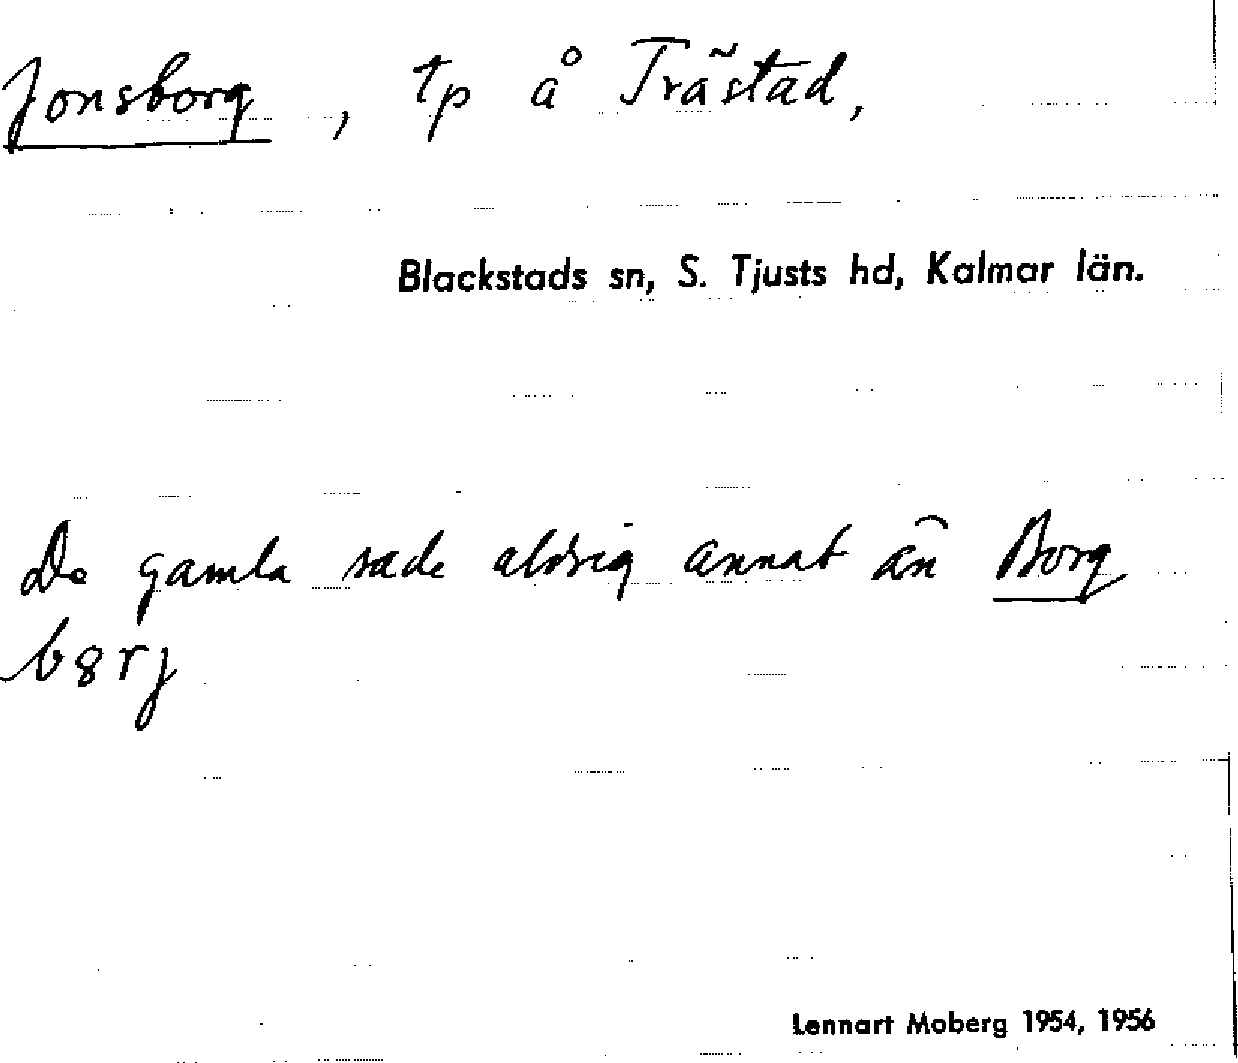 Jonsborg, tp å Trästad,
Blackstads sn, S. Tjusts hd, Kalmar län.
De gamla sade aldrig annat än Borg
b8rj
Lennart Moberg 1954, 1956